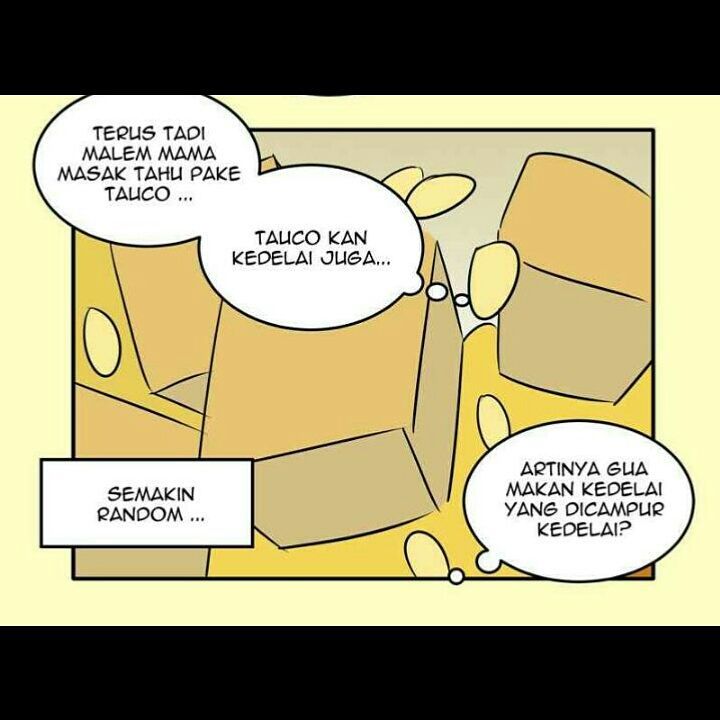 TERUS TADI
MALEM MAMA
MASAK TAHU PAKE
TAUCO ...
TAUCO KAN
KEDELAI JUGA...
SEMAKIN
RANDOM ...
ARTINYA GUA
MAKAN KEDELAI
YANG DICAMPUR
KEDELAI?